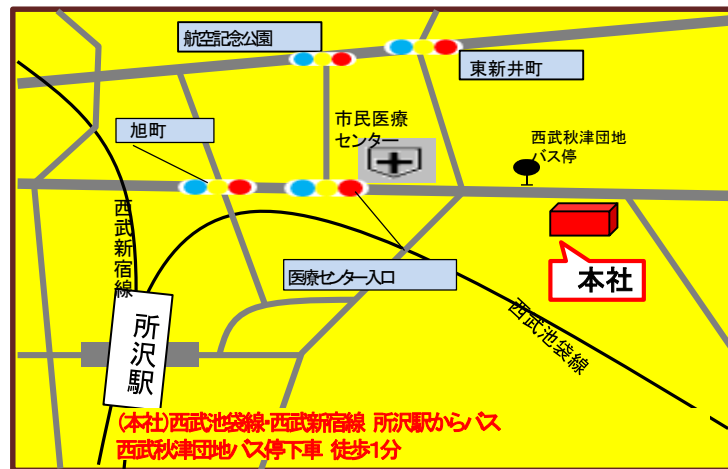 航空記念公園
東新井町
旭町
市民医療
センター
西武秋津団地
バス停
西武新宿線
医療センター入口
本社
西武池袋線
所沢駅
(本社)西武池袋線・西武新宿線 所沢駅からバス
西武秋津団地バス停下車 徒歩1分